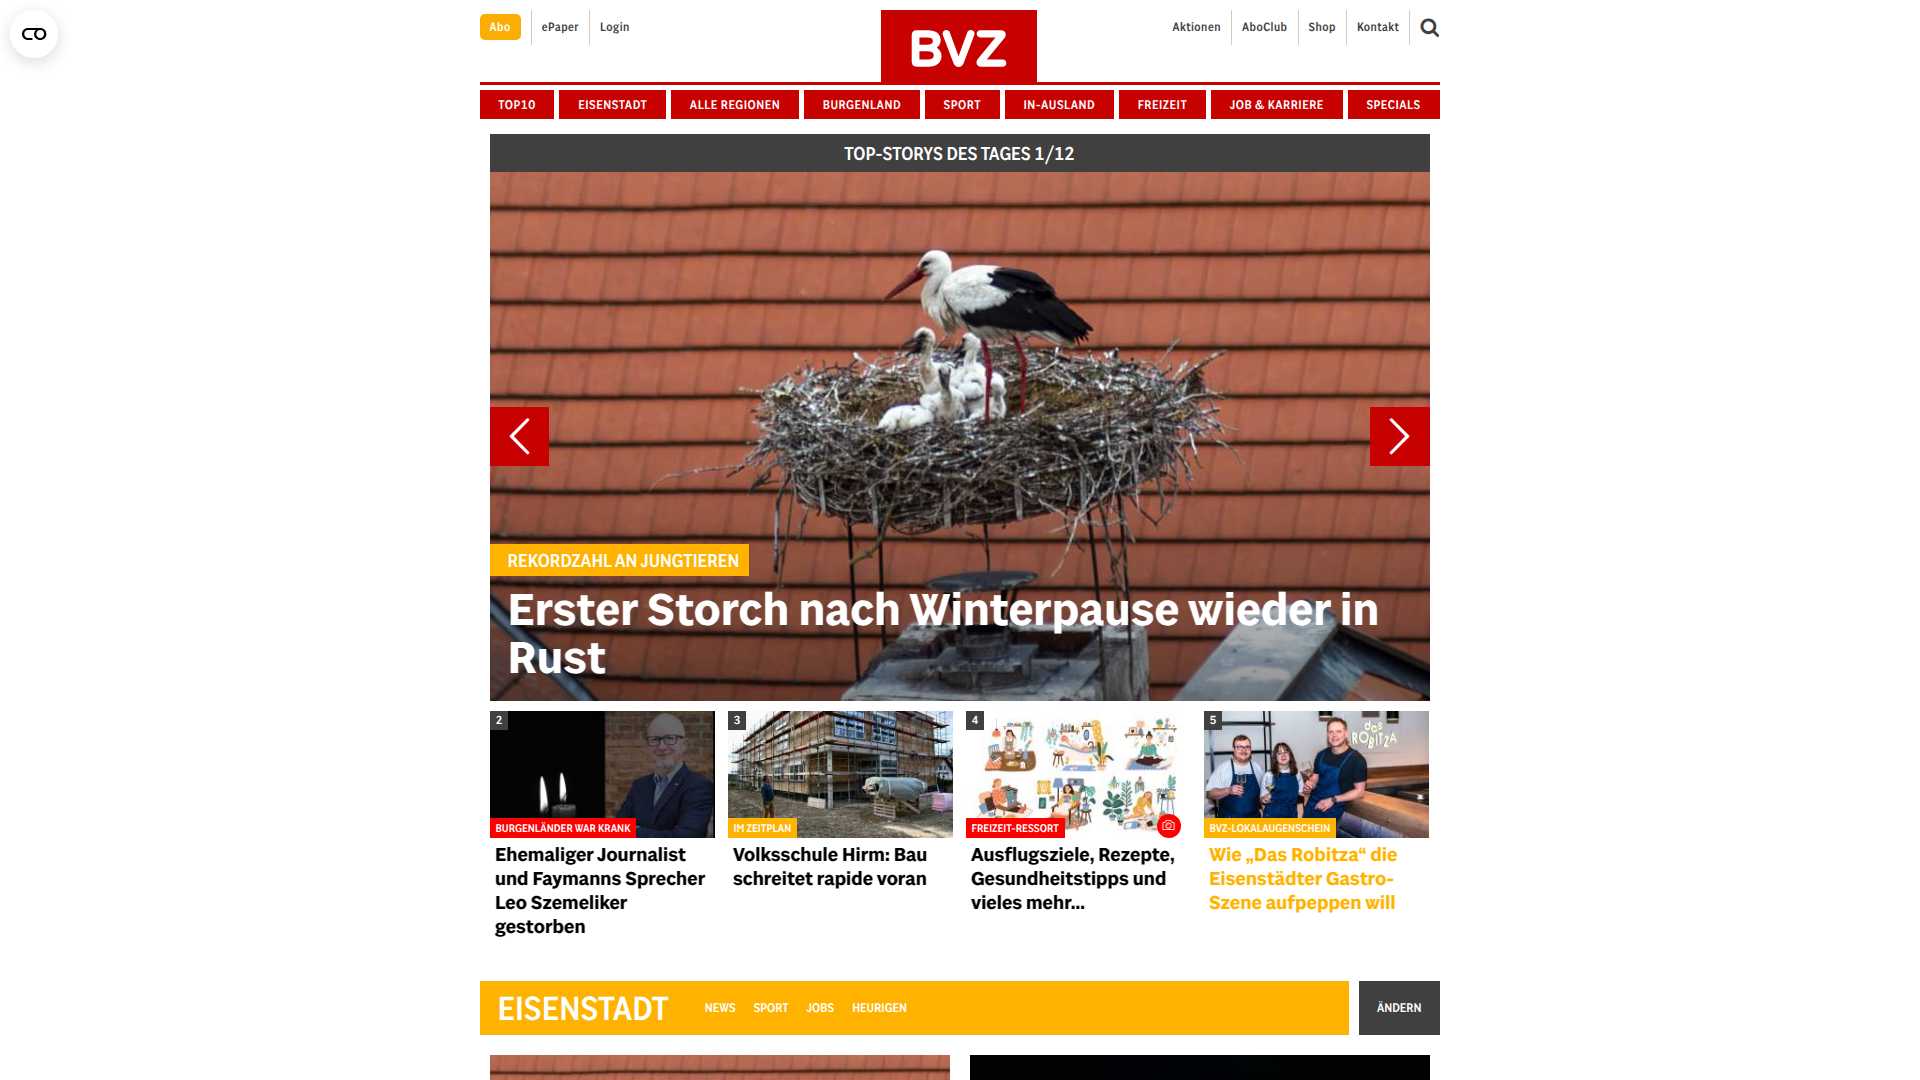 Abo
ePaper
Login
BVZ
Aktionen
AboClub
Shop
Kontakt
TOP10
EISENSTADT
ALLE REGIONEN
BURGENLAND
SPORT
IN-AUSLAND
FREIZEIT
JOB & KARRIERE
SPECIALS
TOP-STORYS DES TAGES 1/12
REKORDZAHL AN JUNGTIEREN
Erster Storch nach Winterpause wieder in
Rust
2
BURGENLÄNDER WAR KRANK
Ehemaliger Journalist
und Faymanns Sprecher
Leo Szemeliker
gestorben
3
IM ZEITPLAN
Volksschule Hirm: Bau
schreitet rapide voran
4
FREIZEIT-RESSORT
Ausflugsziele, Rezepte,
Gesundheitstipps und
vieles mehr...
5
das
ROBITZA
BVZ-LOKALAUGENSCHEIN
Wie „Das Robitza“ die
Eisenstädter Gastro-
Szene aufpeppen will
EISENSTADT
NEWS
SPORT
JOBS
HEURIGEN
ÄNDERN